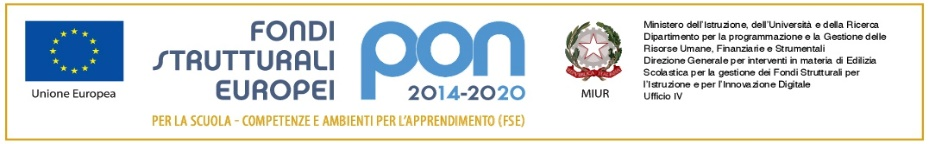 Unione Europea
FONDI
STRUTTURALI
EUROPEI
pon
2014-2020
PER LA SCUOLA - COMPETENZE E AMBIENTI PER L'APPRENDIMENTO (FSE)
MIUR
Ministero dell'Istruzione, dell'Università e della Ricerca
Dipartimento per la programmazione e la Gestione delle
Risorse Umane, Finanziarie e Strumentali
Direzione Generale per interventi in materia di Edilizia
Scolastica per la gestione dei Fondi Strutturali per
l'Istruzione e per l'Innovazione Digitale
Ufficio IV